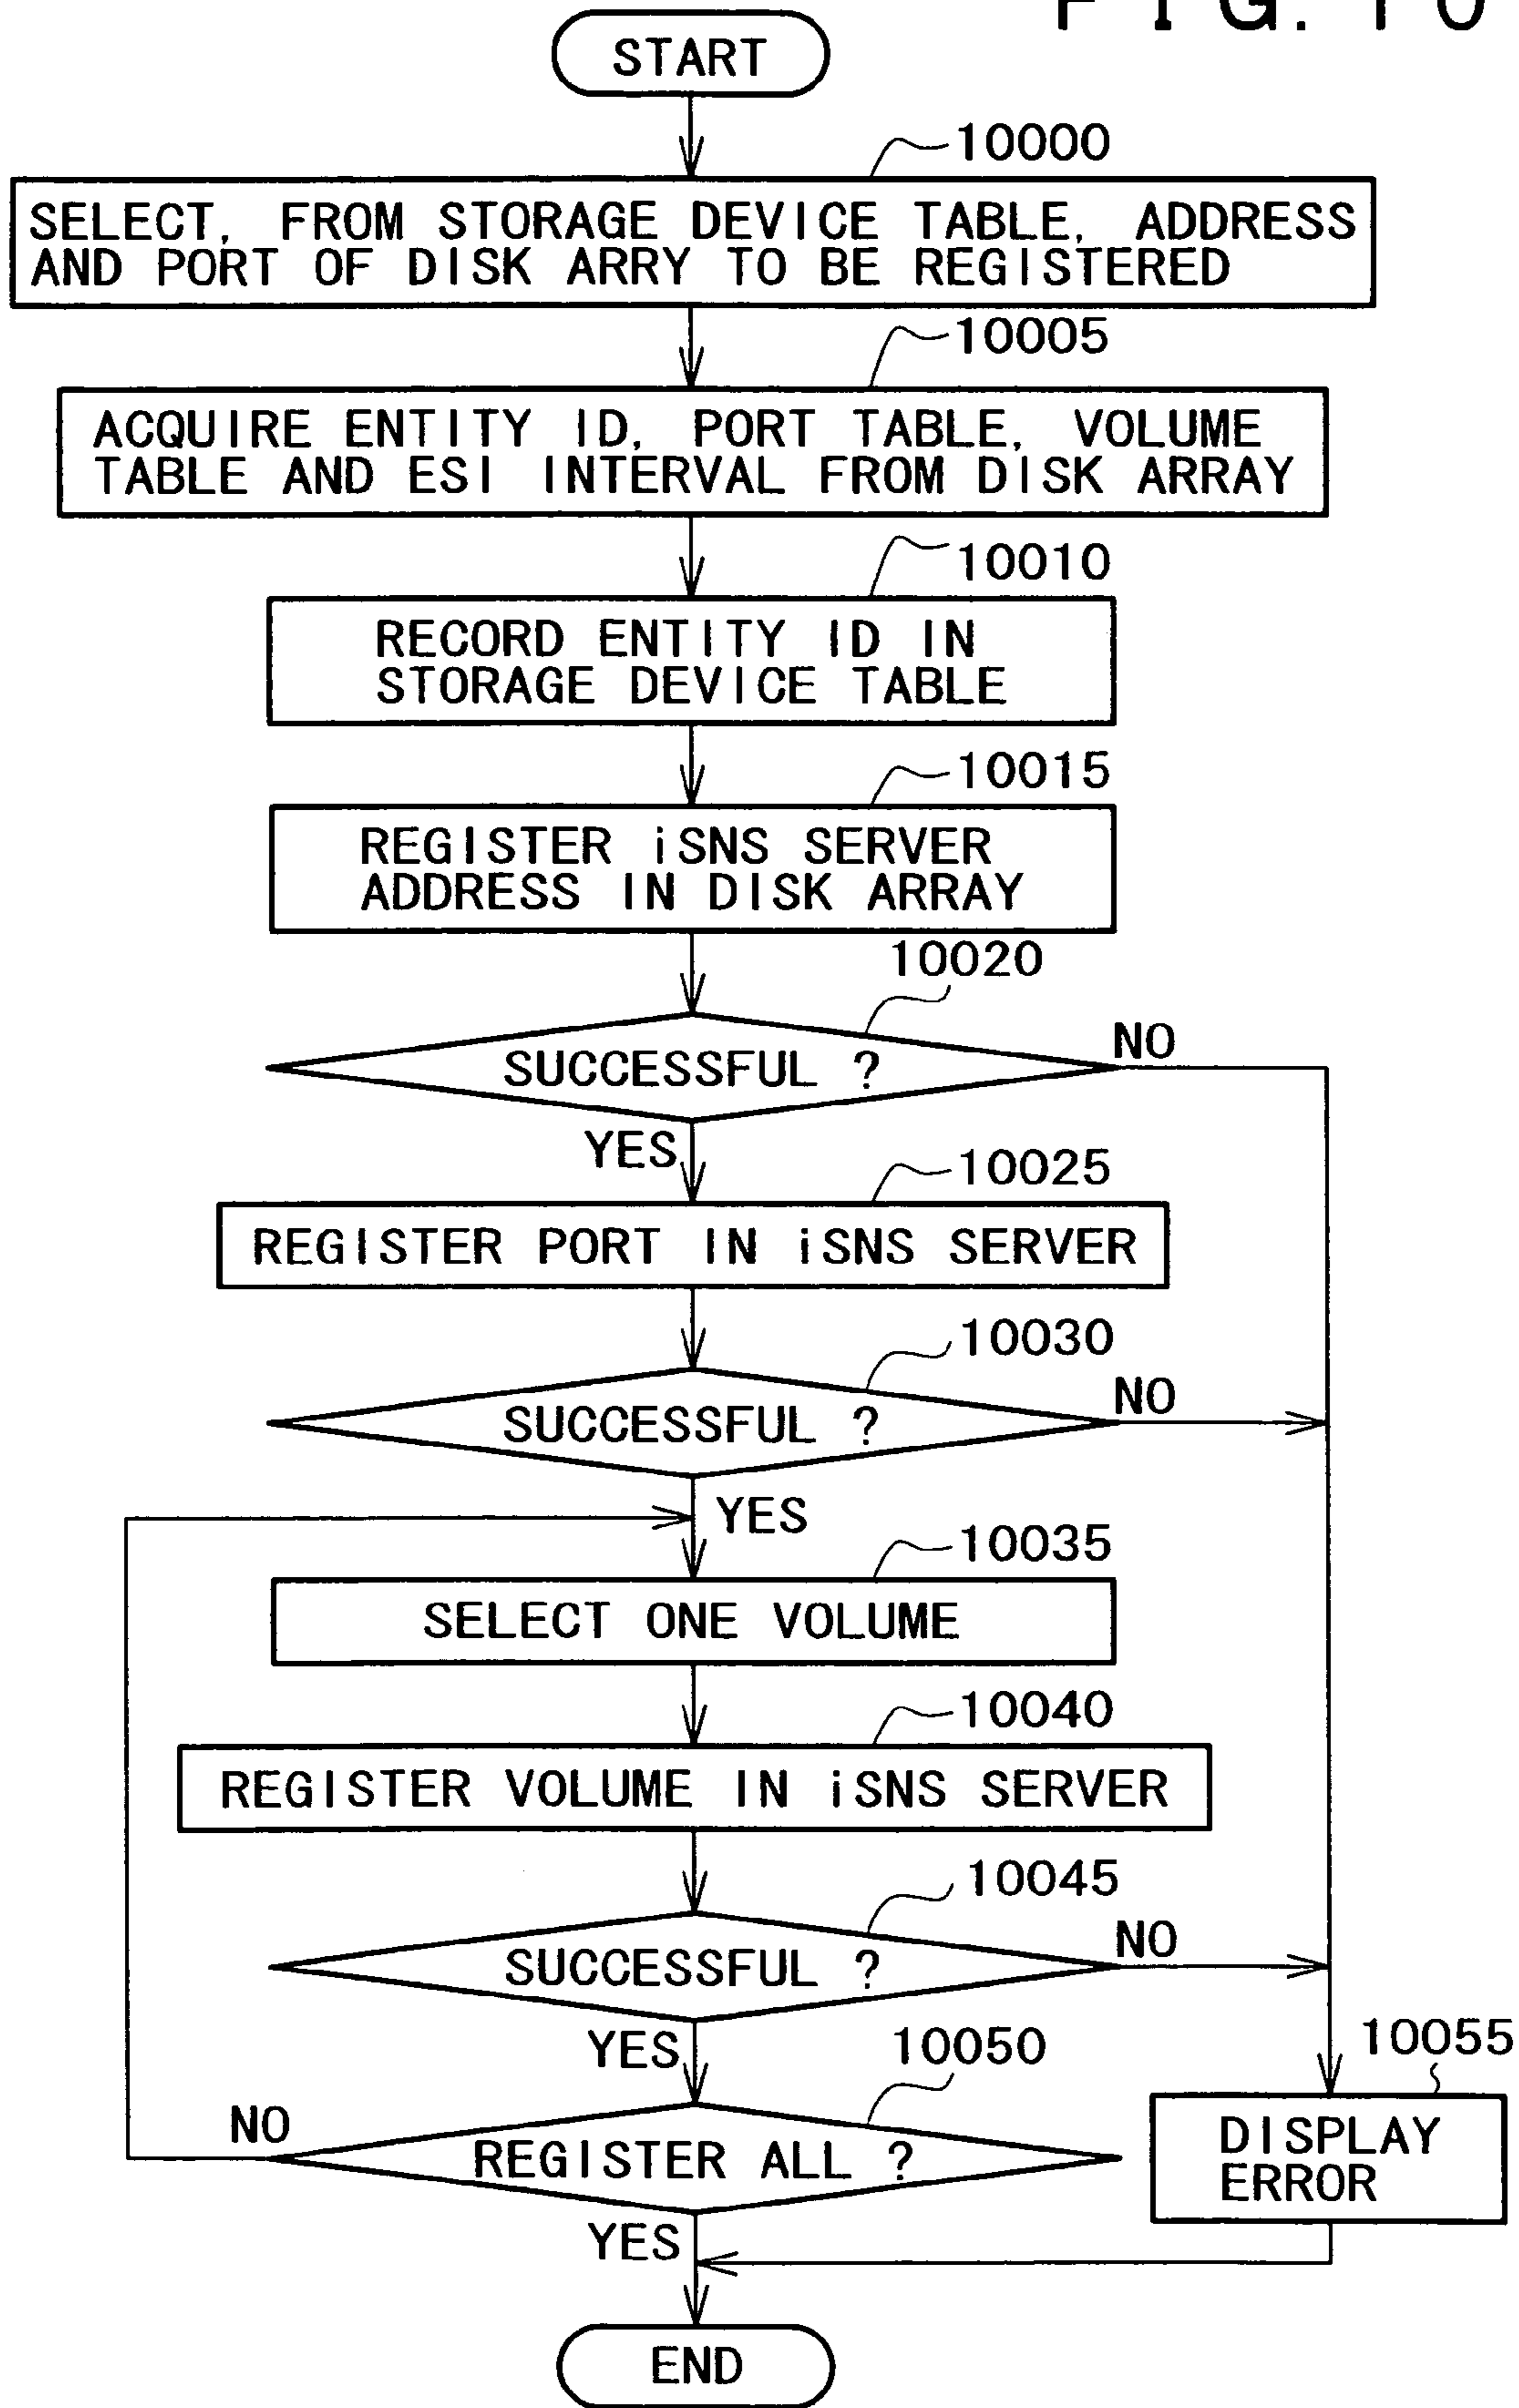 FIG. 10
START
10000
SELECT, FROM STORAGE DEVICE TABLE, ADDRESS
AND PORT OF DISK ARRY TO BE REGISTERED
10005
ACQUIRE ENTITY ID, PORT TABLE, VOLUME
TABLE AND ESI INTERVAL FROM DISK ARRAY
10010
RECORD ENTITY ID IN
STORAGE DEVICE TABLE
10015
REGISTER iSNS SERVER
ADDRESS IN DISK ARRAY
10020
SUCCESSFUL ?
NO
YES
10025
REGISTER PORT IN iSNS SERVER
10030
SUCCESSFUL ?
NO
YES
10035
SELECT ONE VOLUME
10040
REGISTER VOLUME IN iSNS SERVER
10045
SUCCESSFUL ?
NO
YES
10050
REGISTER ALL ?
NO
YES
10055
DISPLAY
ERROR
END